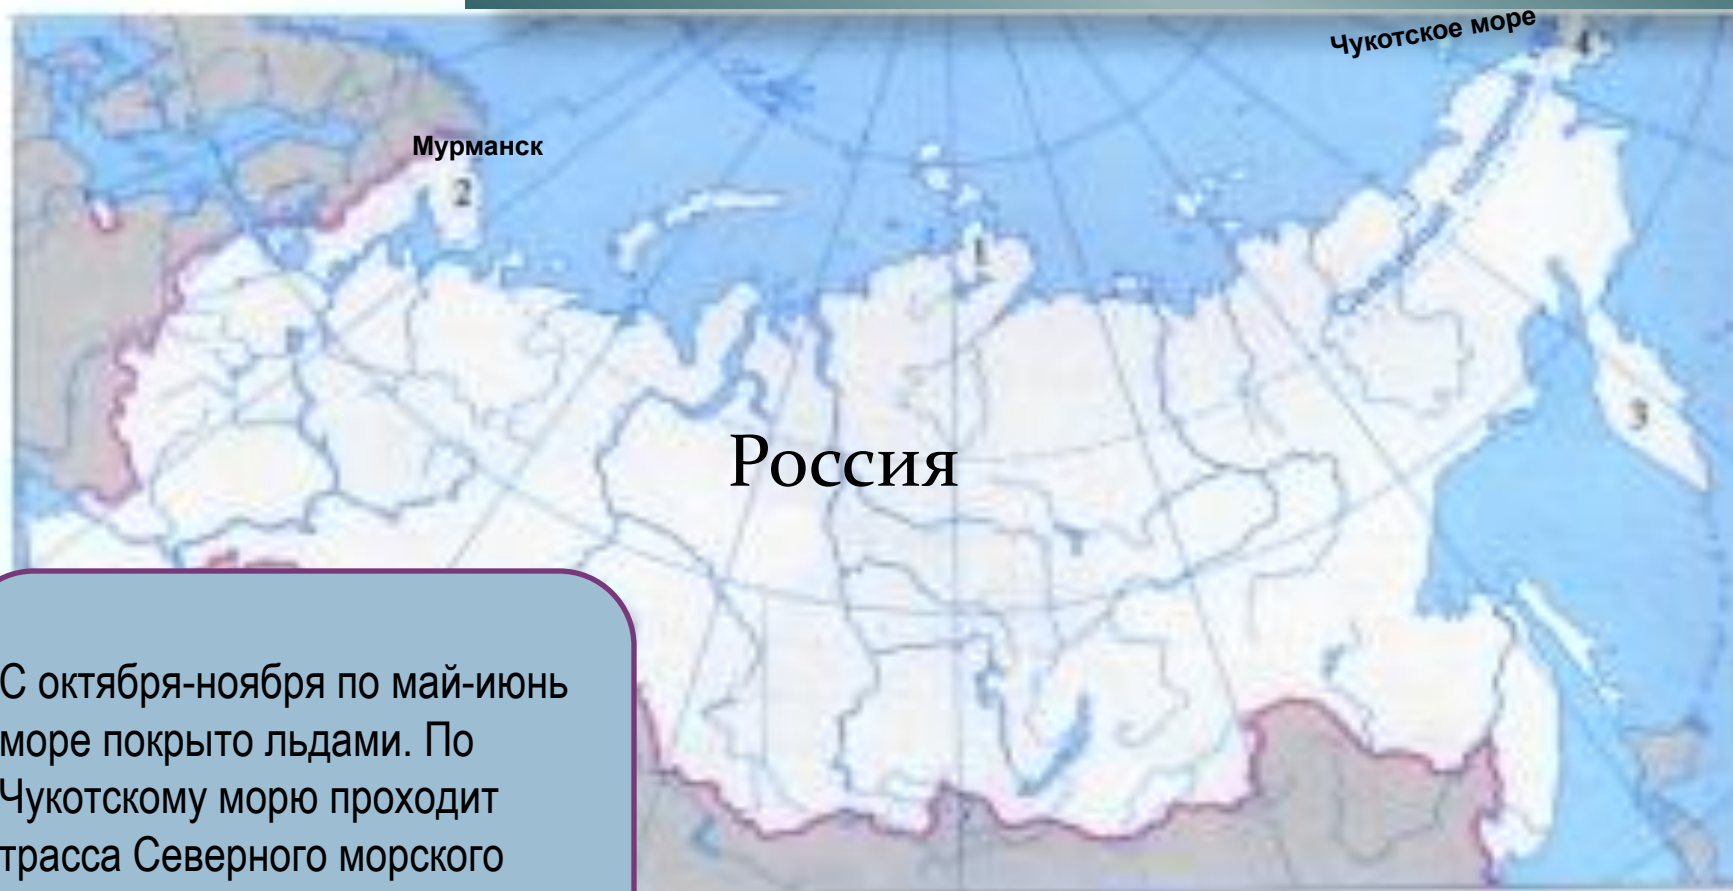 Чукотское море
4
Мурманск
2
1
3
Россия
С октября-ноября по май-июнь
море покрыто льдами. По
Чукотскому морю проходит
трасса Северного морского